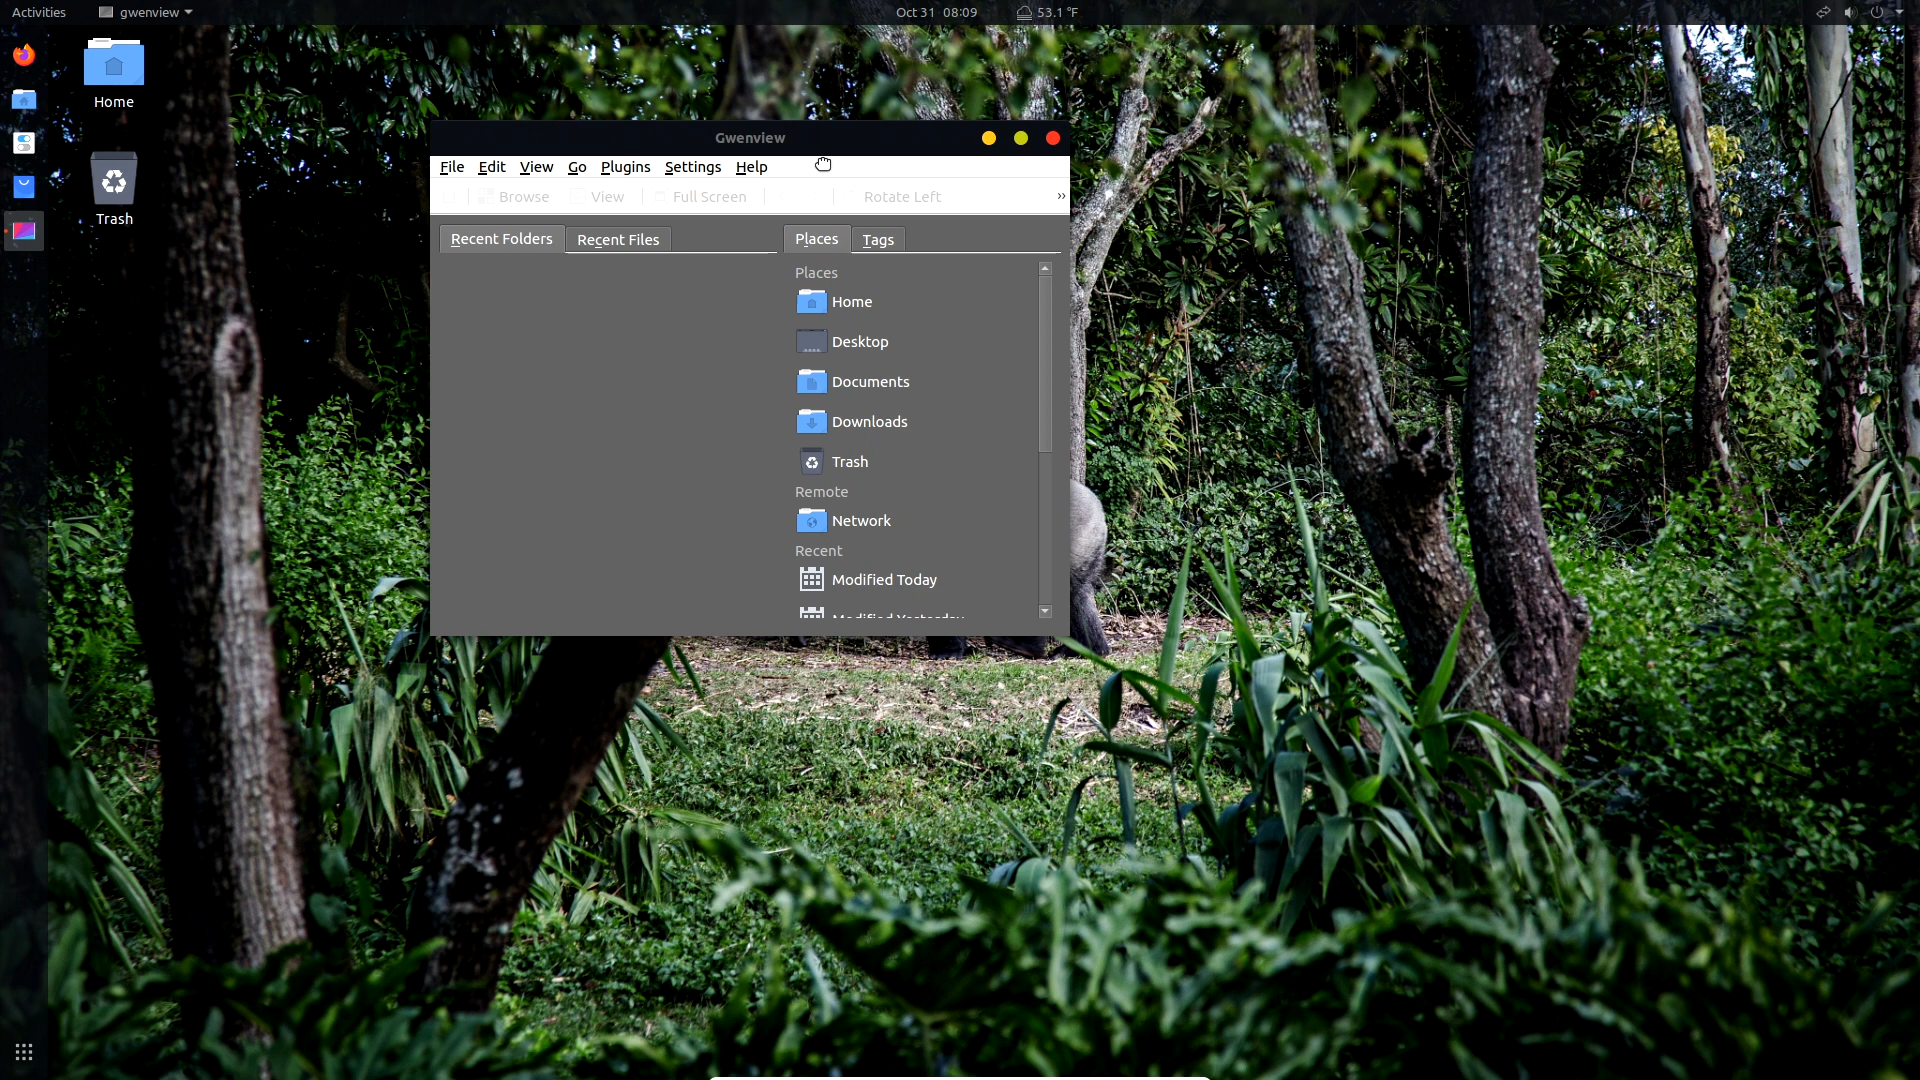 Activities
gwenview
Oct 31 08:09
53.1 °F
Home
Trash
Gwenview
File Edit View Go Plugins Settings Help
Browse View Full Screen Rotate Left »
Recent Folders Recent Files
Places Tags
Places
Home
Desktop
Documents
Downloads
Trash
Remote
Network
Recent
Modified Today
Modified Yesterday